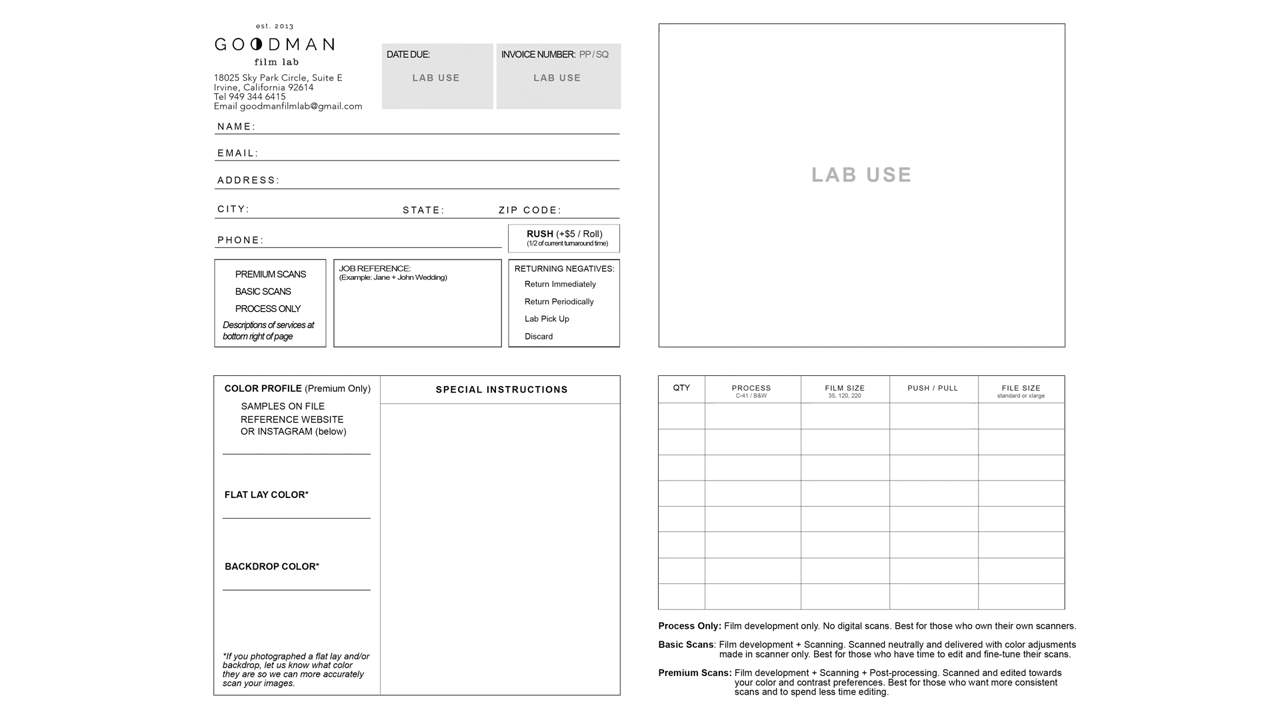 est. 2013
GOODMAN
film lab
18025 Sky Park Circle, Suite E
Irvine, California 92614
Tel 949 344 6415
Email goodmanfilmlab@gmail.com
DATE DUE:
LAB USE
INVOICE NUMBER: PP / SQ
LAB USE
NAME:
EMAIL:
ADDRESS:
CITY: STATE: ZIP CODE:
PHONE:
RUSH (+$5 / Roll)
(1/2 of current turnaround time)
PREMIUM SCANS
BASIC SCANS
PROCESS ONLY
Descriptions of services at
bottom right of page
JOB REFERENCE:
(Example: Jane + John Wedding)
RETURNING NEGATIVES:
Return Immediately
Return Periodically
Lab Pick Up
Discard
LAB USE
COLOR PROFILE (Premium Only)
SAMPLES ON FILE
REFERENCE WEBSITE
OR INSTAGRAM (below)
FLAT LAY COLOR*
BACKDROP COLOR*
*If you photographed a flat lay and/or
backdrop, let us know what color
they are so we can more accurately
scan your images.
SPECIAL INSTRUCTIONS
QTY
PROCESS
C-41 / B&W
FILM SIZE
35, 120, 220
PUSH / PULL
FILE SIZE
standard or xlarge
Process Only: Film development only. No digital scans. Best for those who own their own scanners.
Basic Scans: Film development + Scanning. Scanned neutrally and delivered with color adjusments
made in scanner only. Best for those who have time to edit and fine-tune their scans.
Premium Scans: Film development + Scanning + Post-processing. Scanned and edited towards
your color and contrast preferences. Best for those who want more consistent
scans and to spend less time editing.